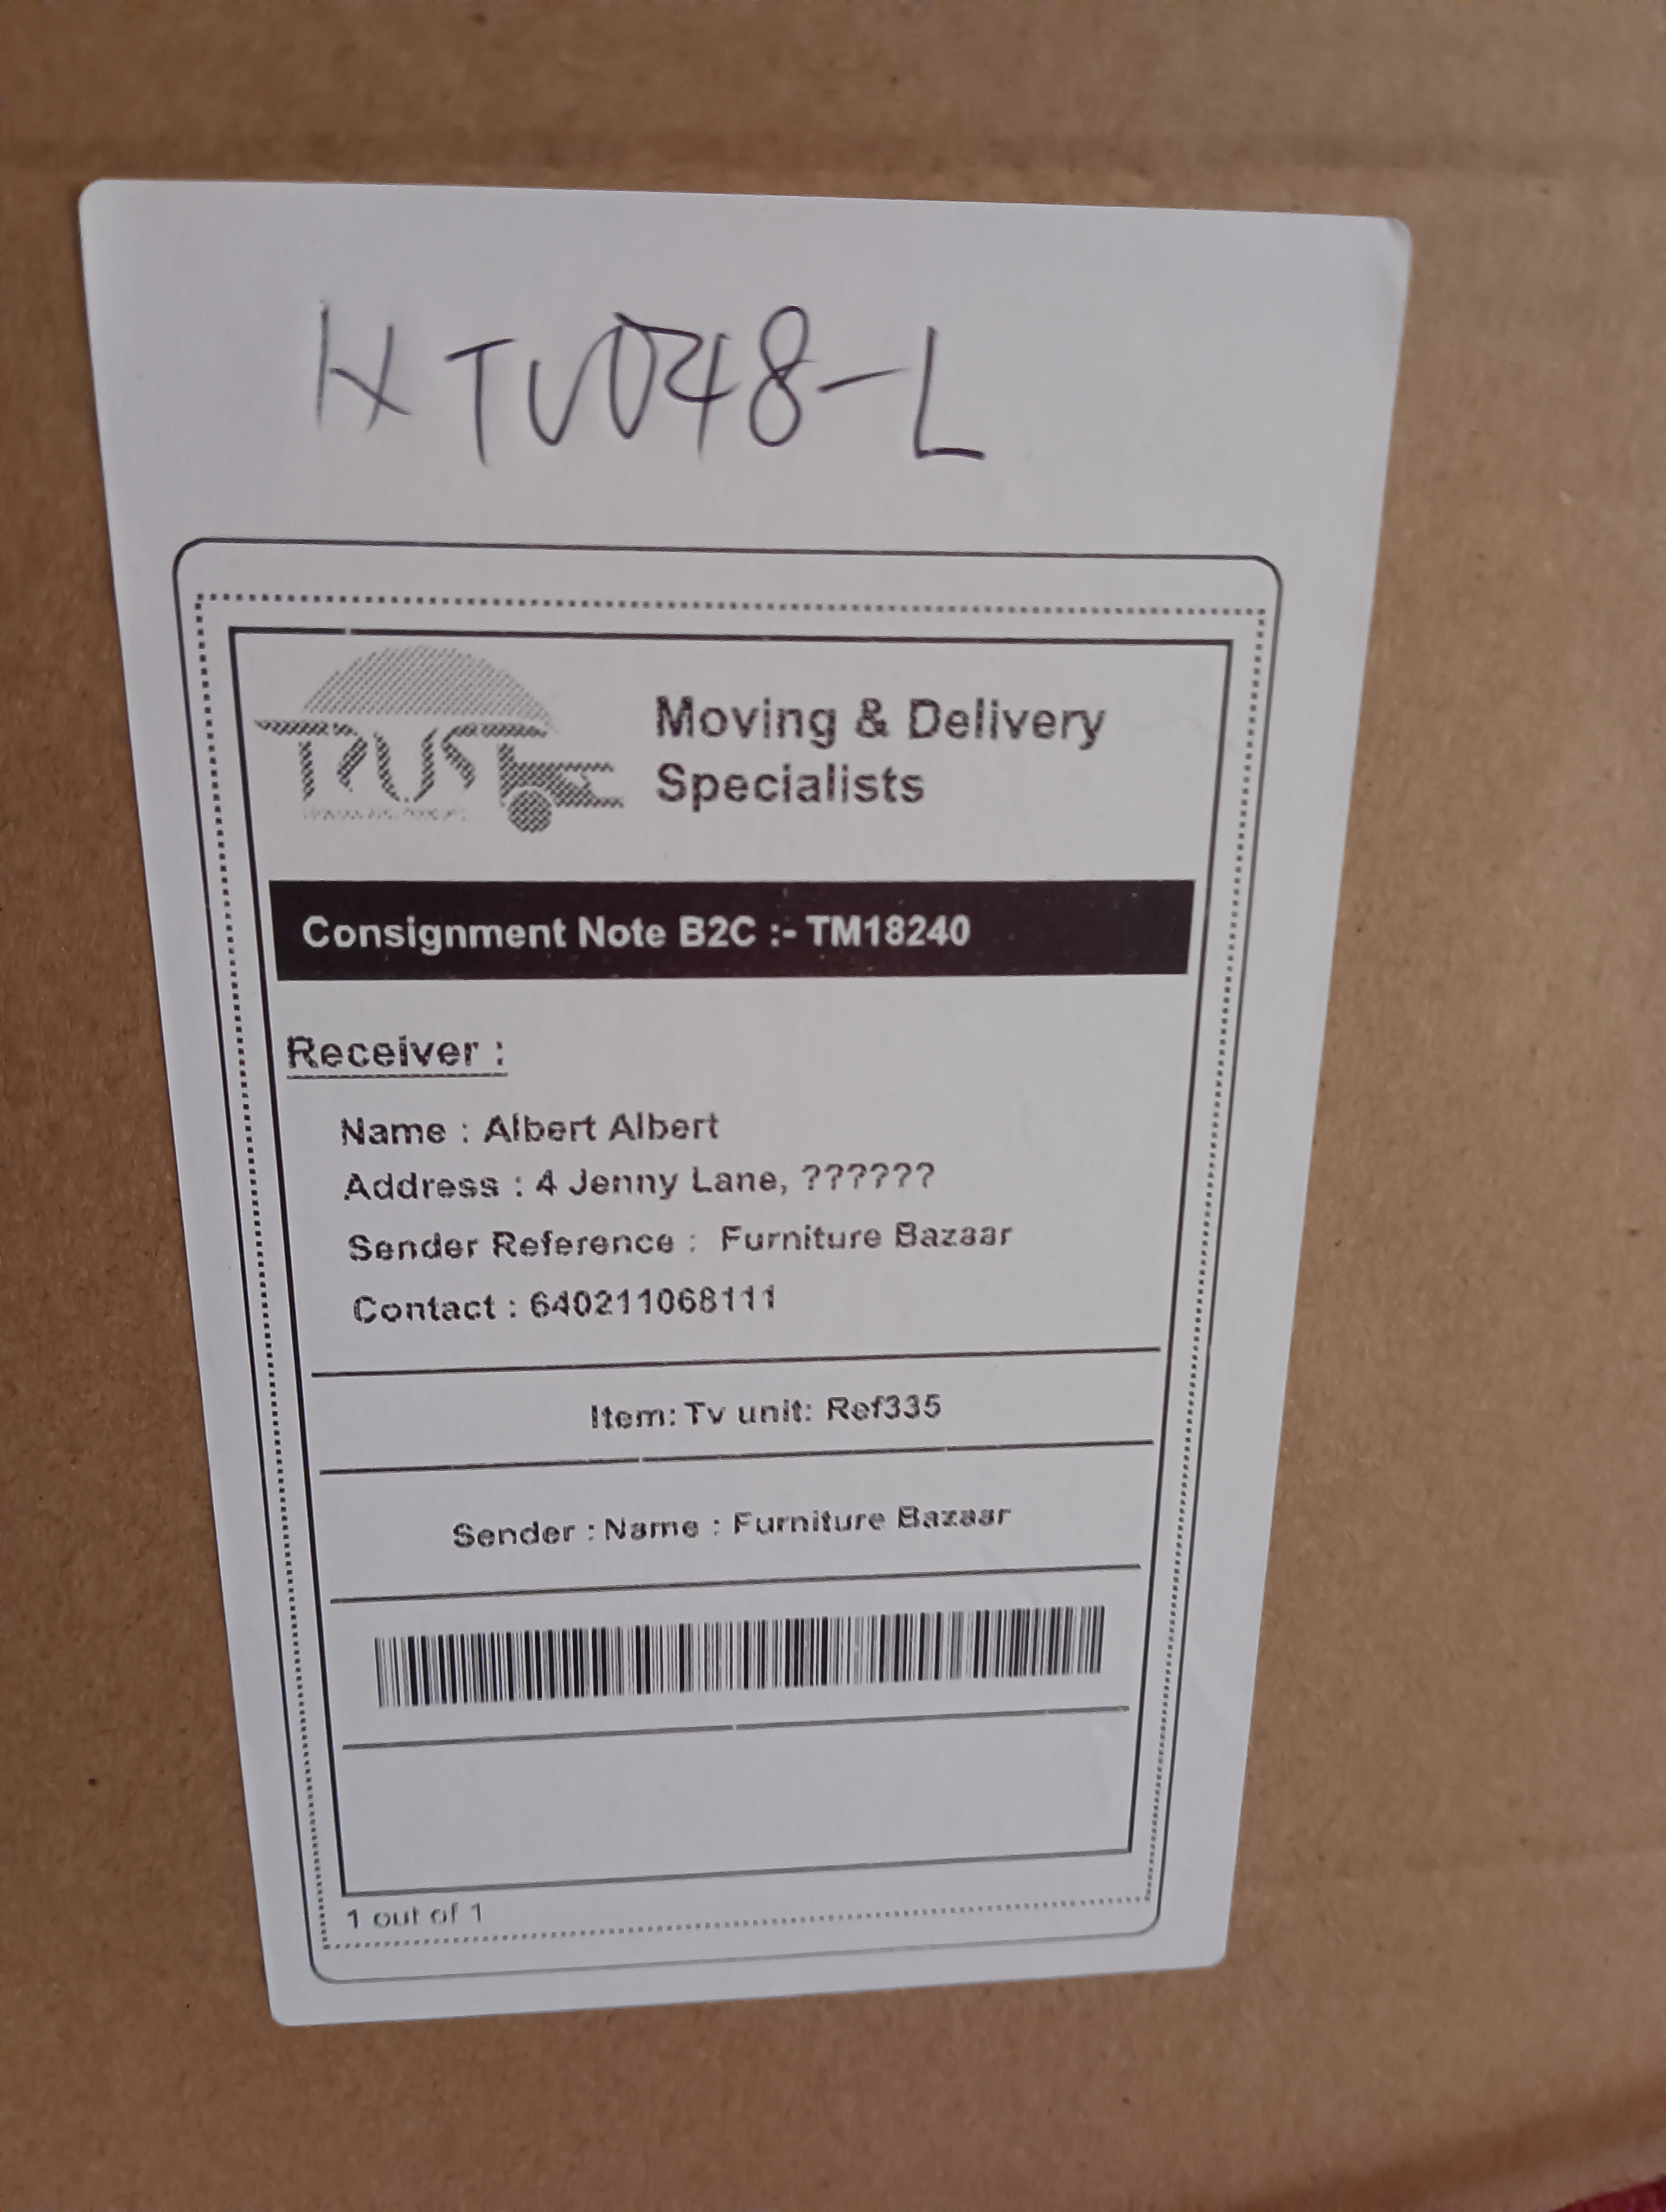 HTV048-L
TRUST
Moving & Delivery
Specialists
Consignment Note B2C :- TM18240
Receiver :
Name : Albert Albert
Address : 4 Jenny Lane, ??????
Sender Reference : Furniture Bazaar
Contact : 640211068111
Item: Tv unit: Ref335
Sender : Name : Furniture Bazaar
1 out of 1